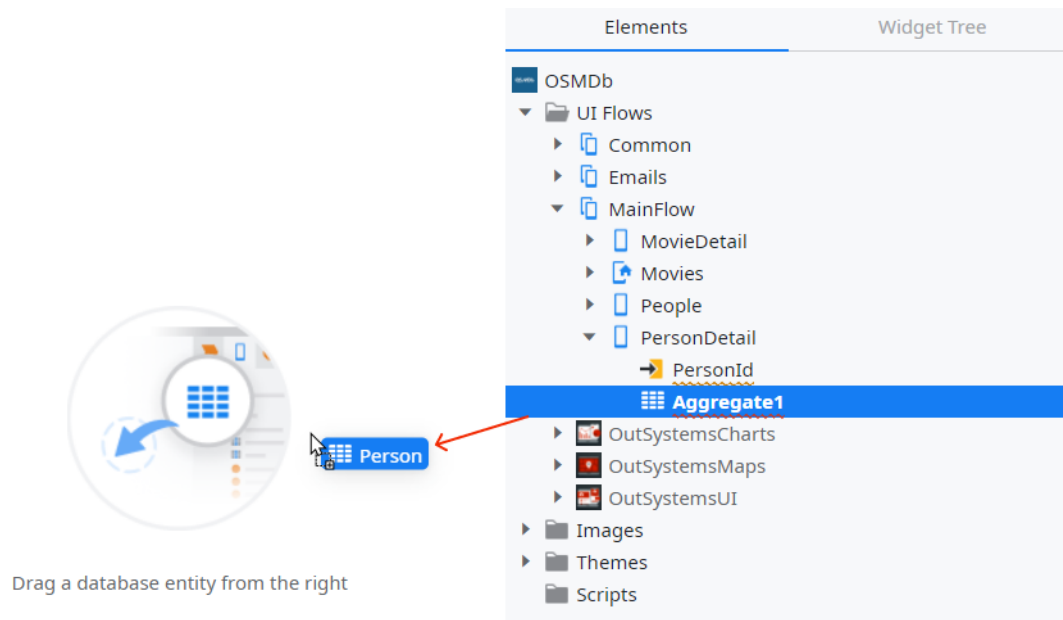 Elements Widget Tree
OSMDb
UI Flows
Common
Emails
MainFlow
MovieDetail
Movies
People
PersonDetail
PersonId
Aggregate1
OutSystemsCharts
Person
OutSystemsMaps
OutSystemsUI
Images
Themes
Drag a database entity from the right
Scripts